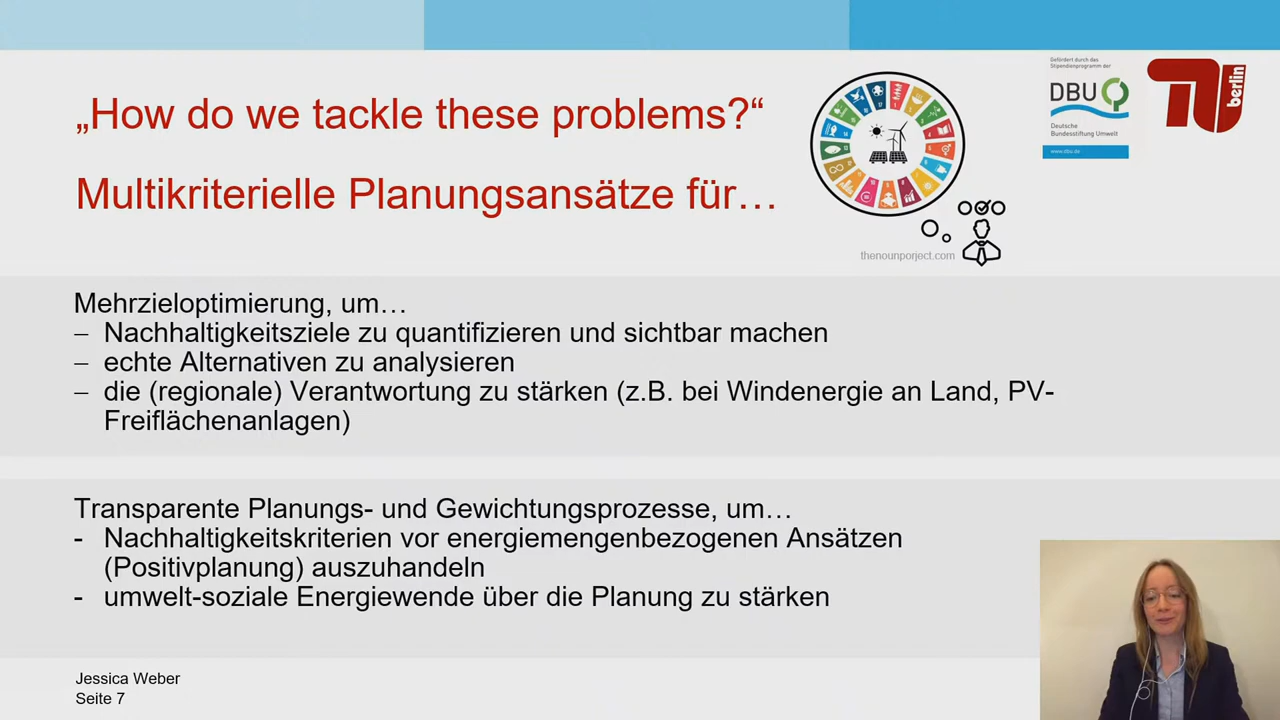 „How do we tackle these problems?“
Multikriterielle Planungsansätze für…
thenounporject.com
Gefördert durch das
Stipendienprogramm der
DBU
Deutsche
Bundesstiftung Umwelt
www.dbu.de
berlin
Mehrzieloptimierung, um…
– Nachhaltigkeitsziele zu quantifizieren und sichtbar machen
– echte Alternativen zu analysieren
– die (regionale) Verantwortung zu stärken (z.B. bei Windenergie an Land, PV-
Freiflächenanlagen)
Transparente Planungs- und Gewichtungsprozesse, um…
- Nachhaltigkeitskriterien vor energiemengenbezogenen Ansätzen
(Positivplanung) auszuhandeln
- umwelt-soziale Energiewende über die Planung zu stärken
Jessica Weber
Seite 7